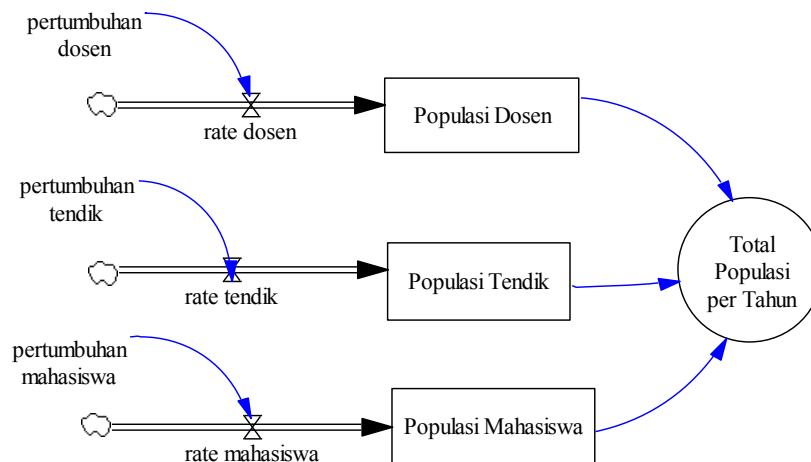 pertumbuhan
dosen
rate dosen
Populasi Dosen
pertumbuhan
tendik
rate tendik
Populasi Tendik
Total
Populasi
per Tahun
pertumbuhan
mahasiswa
rate mahasiswa
Populasi Mahasiswa